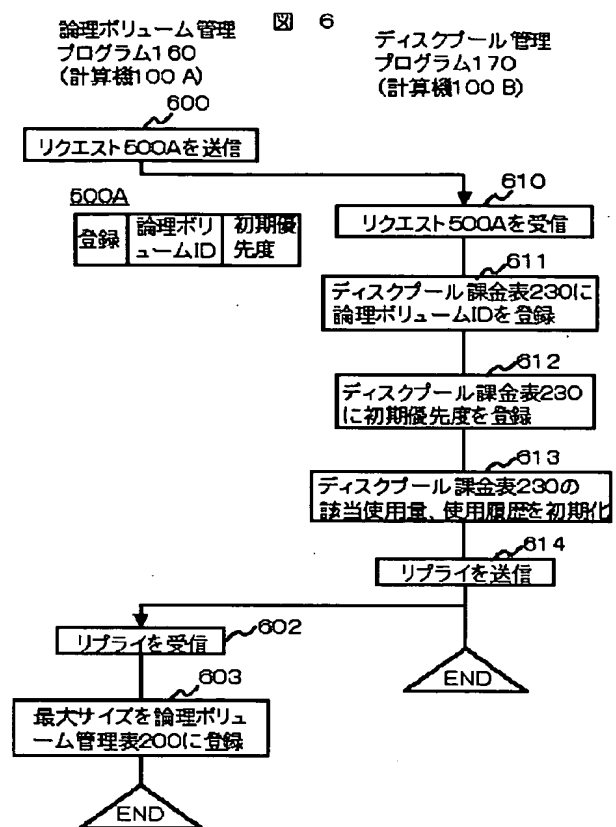 図 6
論理ボリューム管理
プログラム160
(計算機100 A)
ディスクプール管理
プログラム170
(計算機100 B)
600
リクエスト500Aを送信
500A
登録
論理ボリ
ュームID
初期優
先度
610
リクエスト500Aを受信
611
ディスクプール課金表230に
論理ボリュームIDを登録
612
ディスクプール課金表230
に初期優先度を登録
613
ディスクプール課金表230の
該当使用量、使用履歴を初期化
614
リプライを送信
リプライを受信
602
END
603
最大サイズを論理ボリュ
ーム管理表200に登録
END